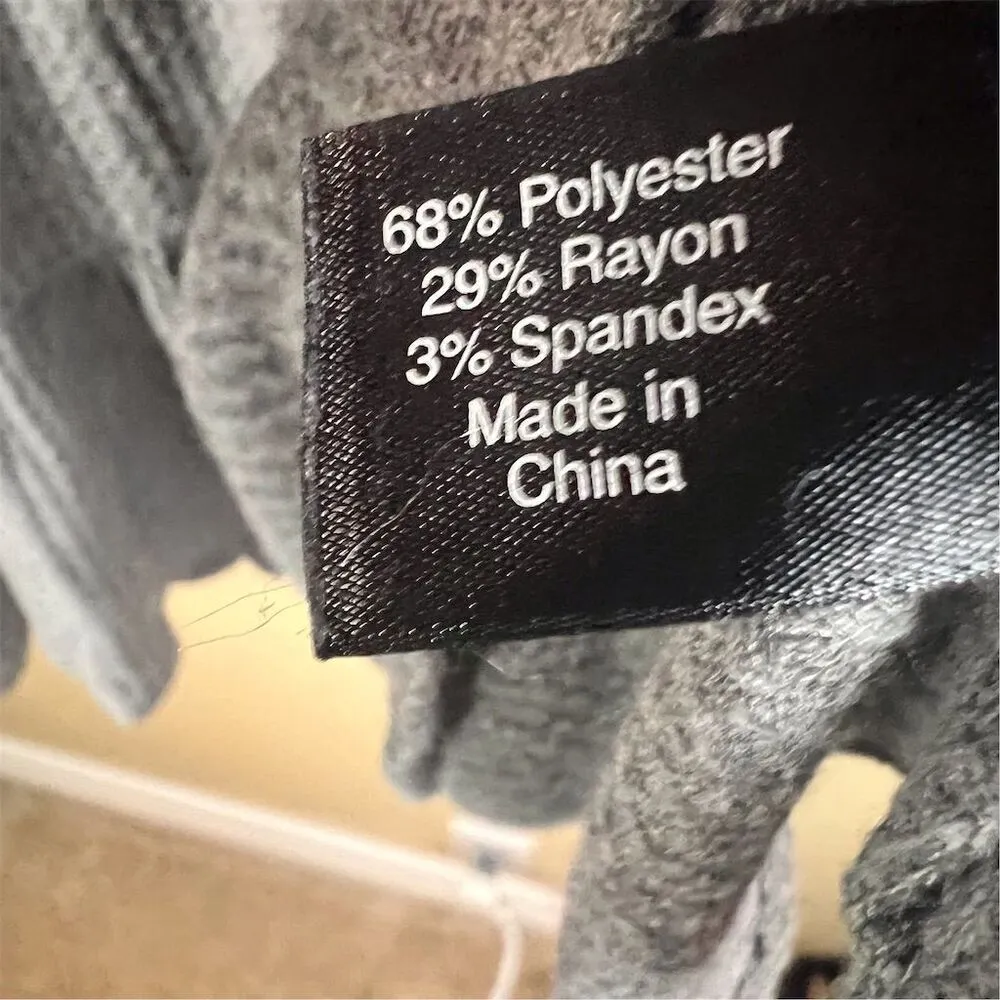 68% Polyester
29% Rayon
3% Spandex
Made in
China